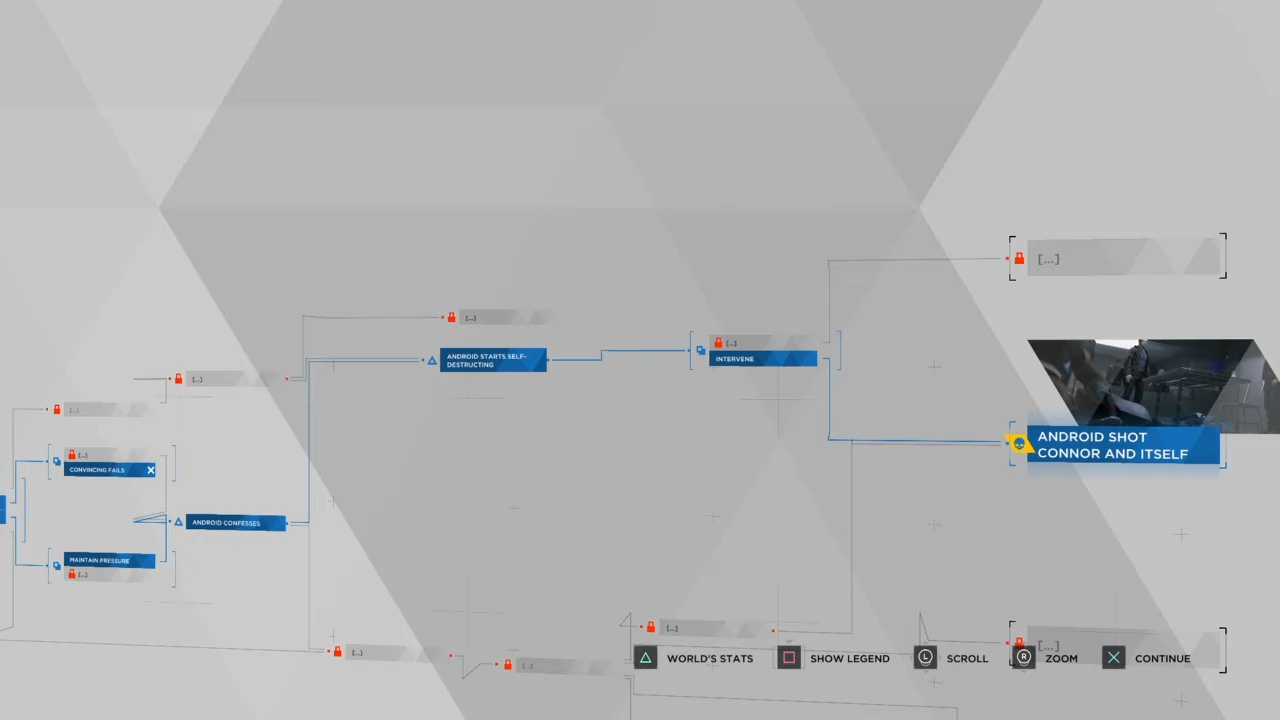 [...]
[...]
ANDROID STARTS SELF-
DESTRUCTING
[...]
INTERVENE
[...]
[...]
[...]
CONVINCING FAILS
ANDROID SHOT
CONNOR AND ITSELF
ANDROID CONFESSES
MAINTAIN PRESSURE
[...]
[...]
[...]
[...]
[...]
WORLD'S STATS
SHOW LEGEND
L
SCROLL
R
ZOOM
CONTINUE